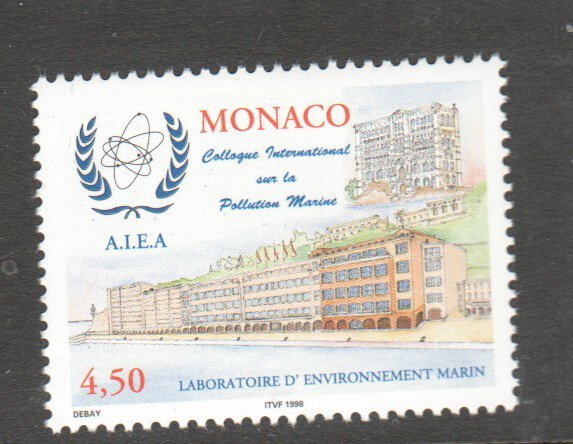 MONACO
Colloque International
sur la
Pollution Marine
A.I.E.A
4,50
LABORATOIRE D' ENVIRONNEMENT MARIN
DEBAY
ITVF 1998